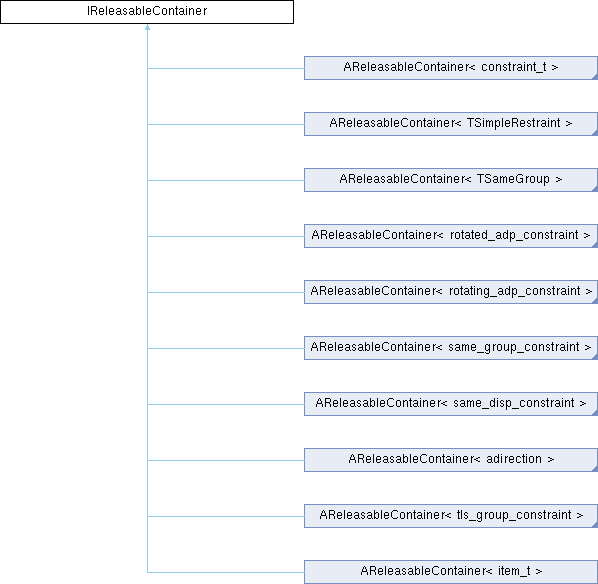 IReleasableContainer
AReleasableContainer< constraint_t >
AReleasableContainer< TSimpleRestraint >
AReleasableContainer< TSameGroup >
AReleasableContainer< rotated_adp_constraint >
AReleasableContainer< rotating_adp_constraint >
AReleasableContainer< same_group_constraint >
AReleasableContainer< same_disp_constraint >
AReleasableContainer< adirection >
AReleasableContainer< tls_group_constraint >
AReleasableContainer< item_t >